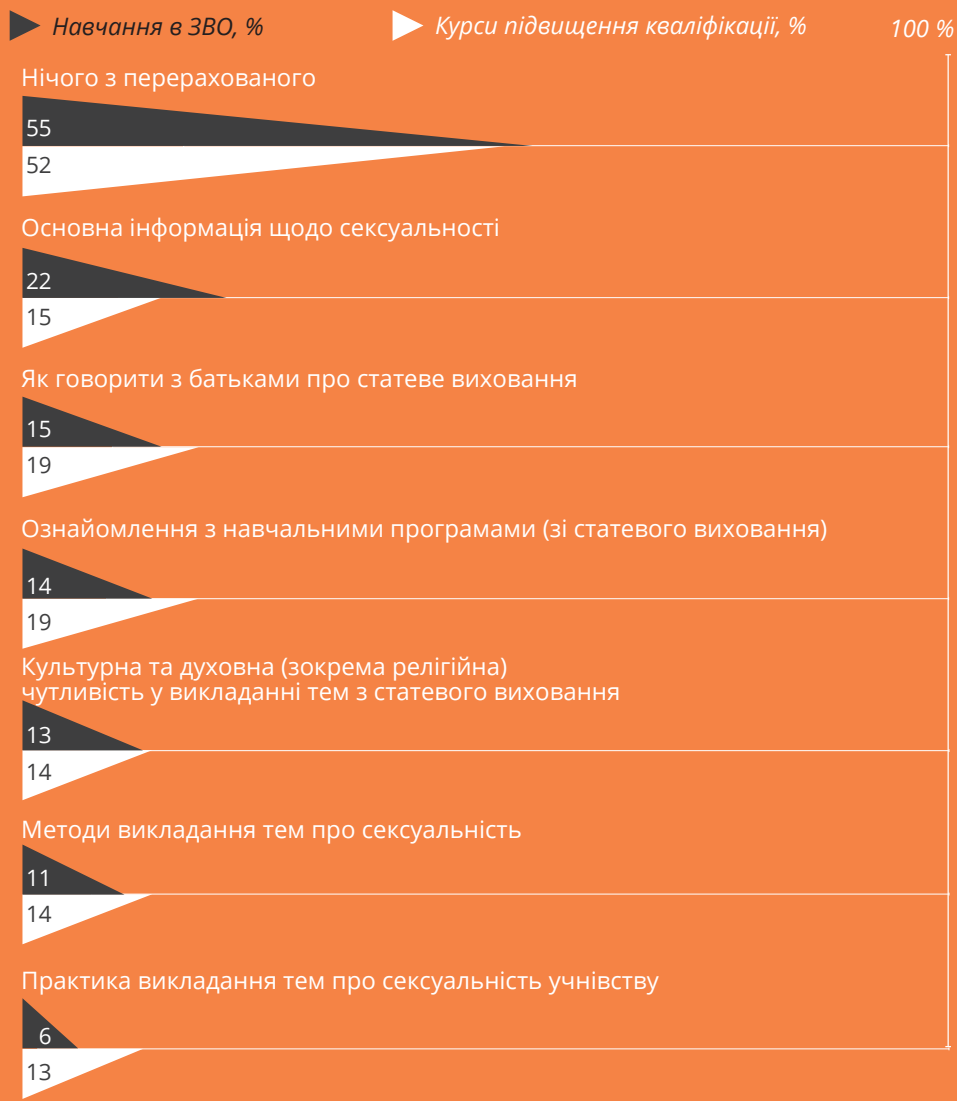 Навчання в ЗВО, %
Курси підвищення кваліфікації, %
100 %
Нічого з перерахованого
55
52
Основна інформація щодо сексуальності
22
15
Як говорити з батьками про статеве виховання
15
19
Ознайомлення з навчальними програмами (зі статевого виховання)
14
19
Культурна та духовна (зокрема релігійна)
чутливість у викладанні тем з статевого виховання
13
14
Методи викладання тем про сексуальність
11
14
Практика викладання тем про сексуальність учнівству
6
13